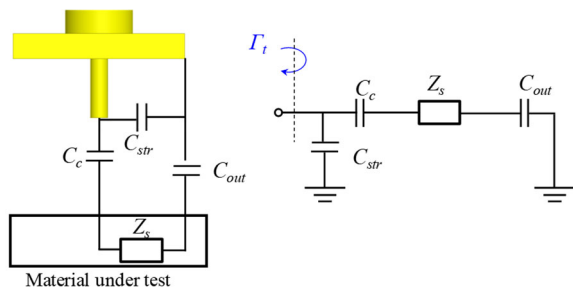 Γt
Cc
Zs
Cout
Cstr
Cstr
Cc
Cout
Zs
Material under test